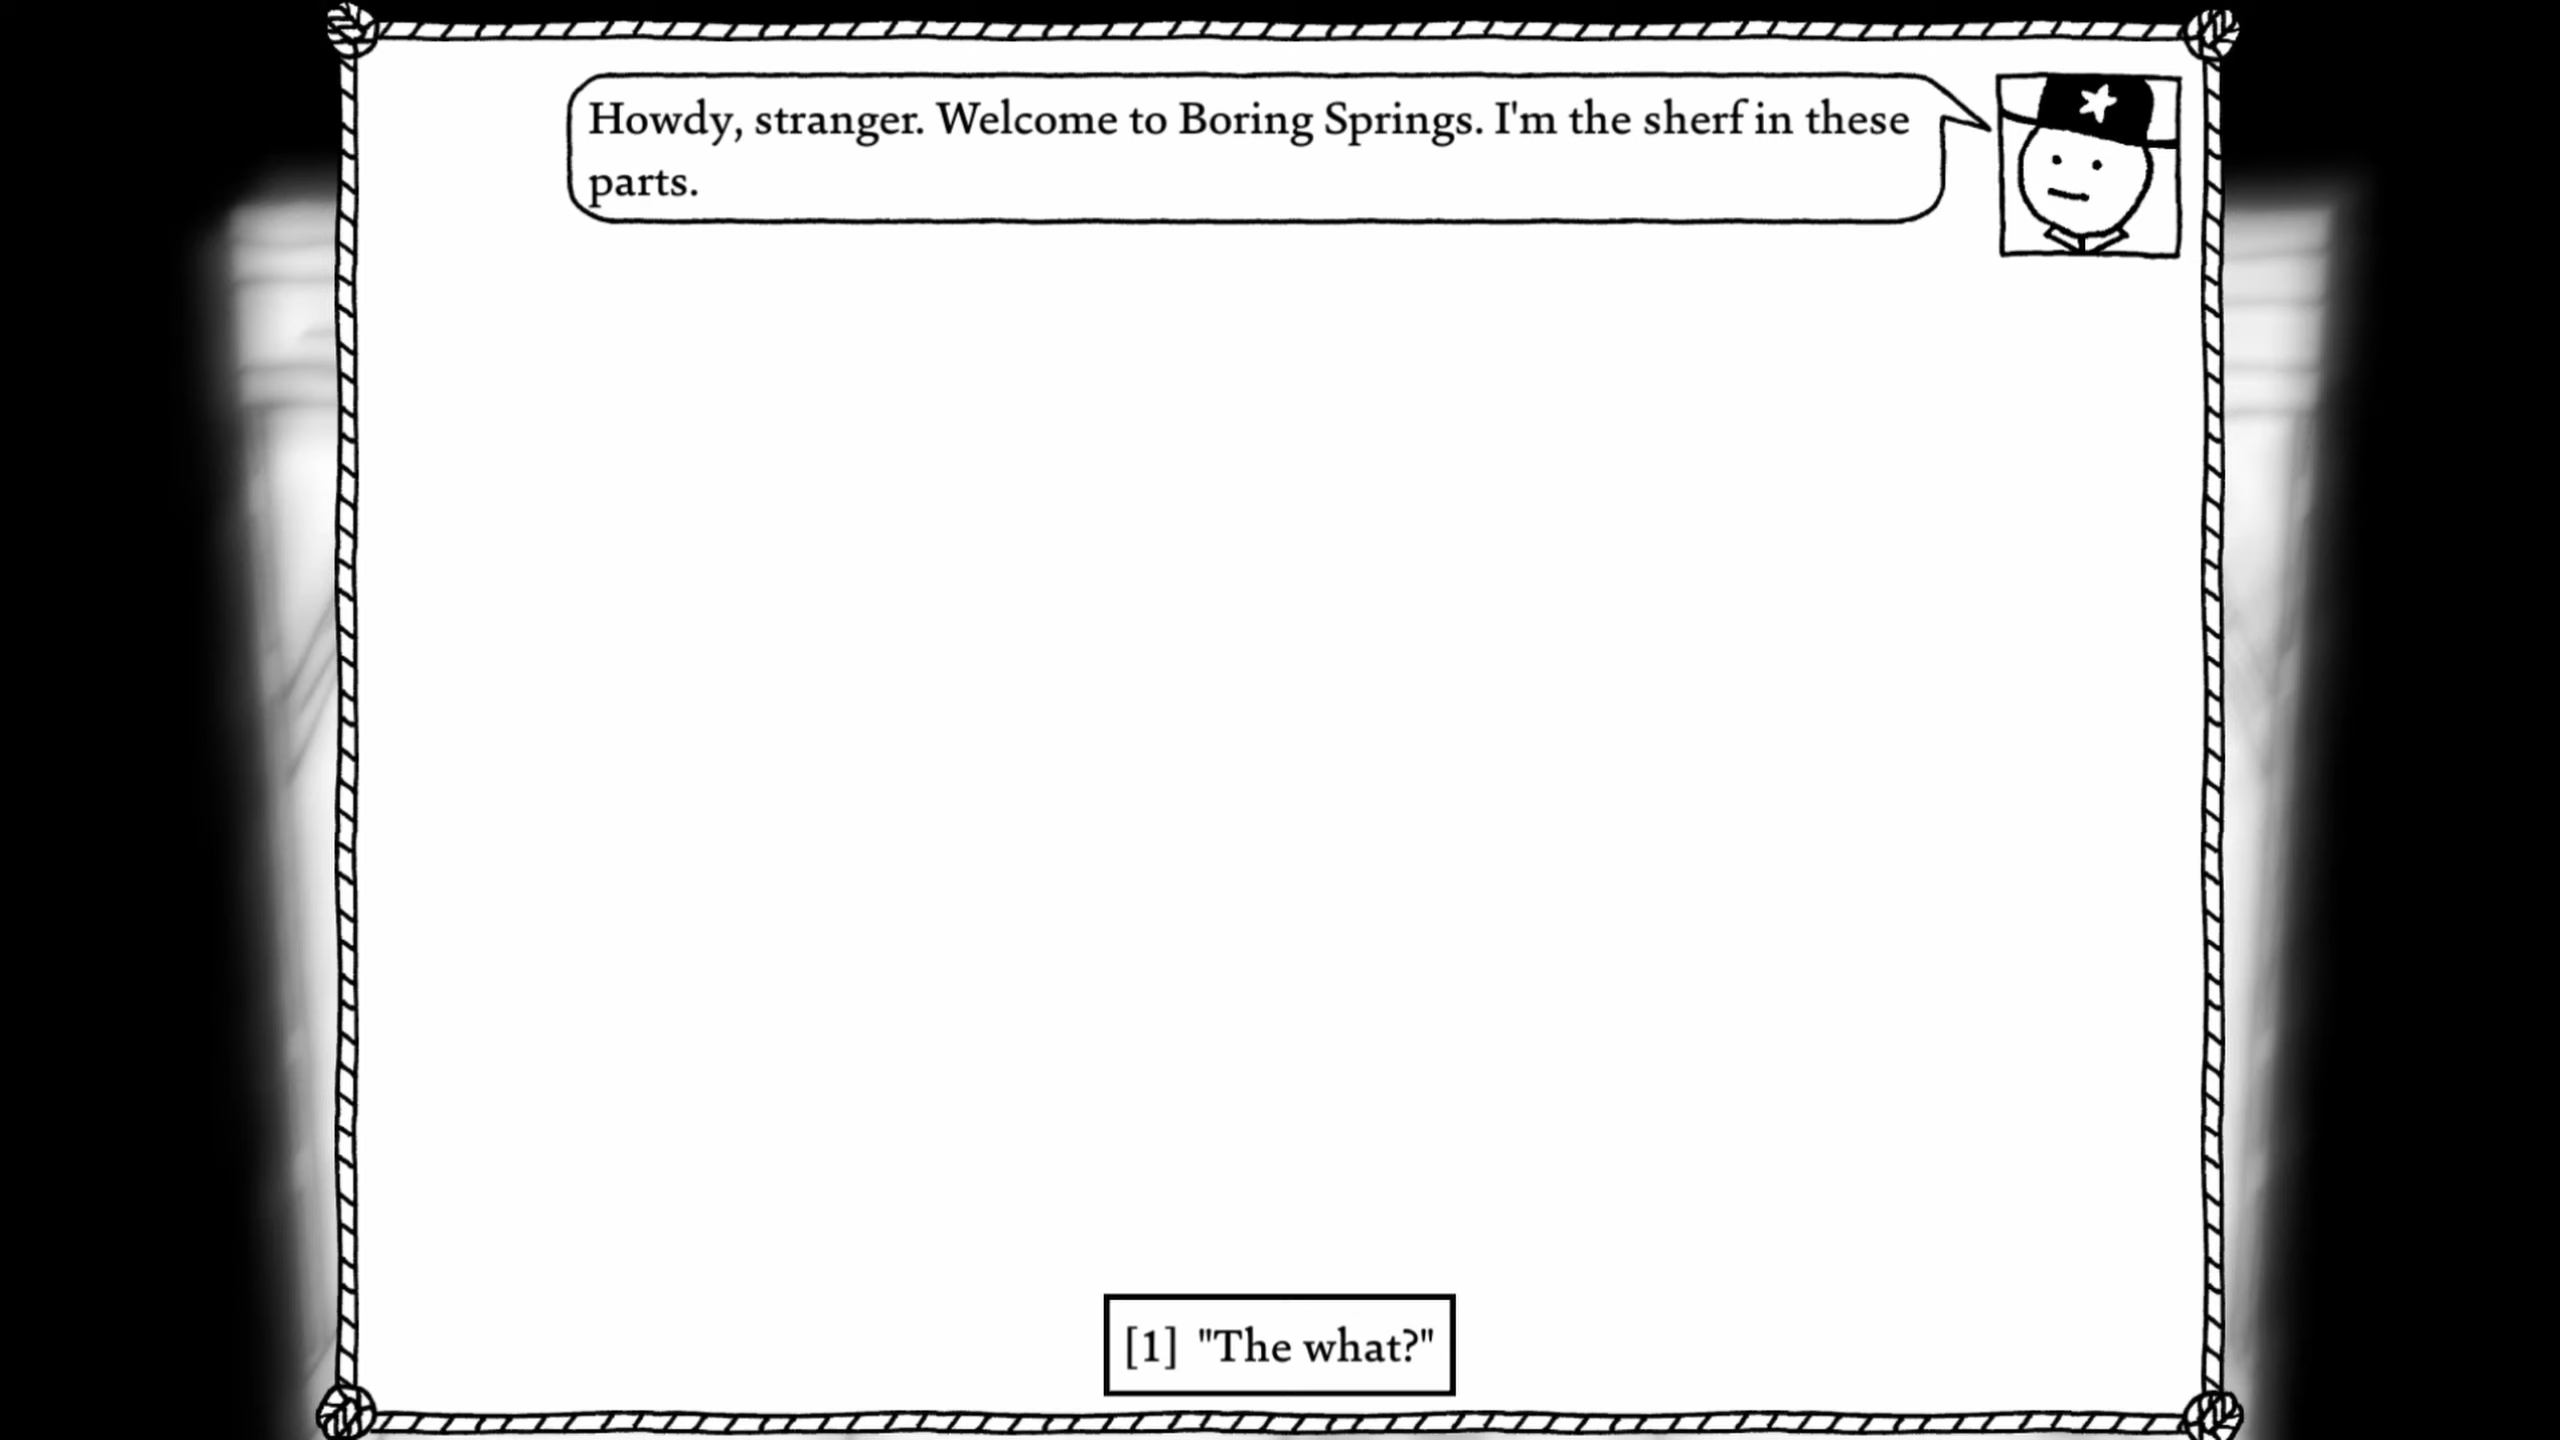 Howdy, stranger. Welcome to Boring Springs. I'm the sherf in these
parts.
[1] "The what?"